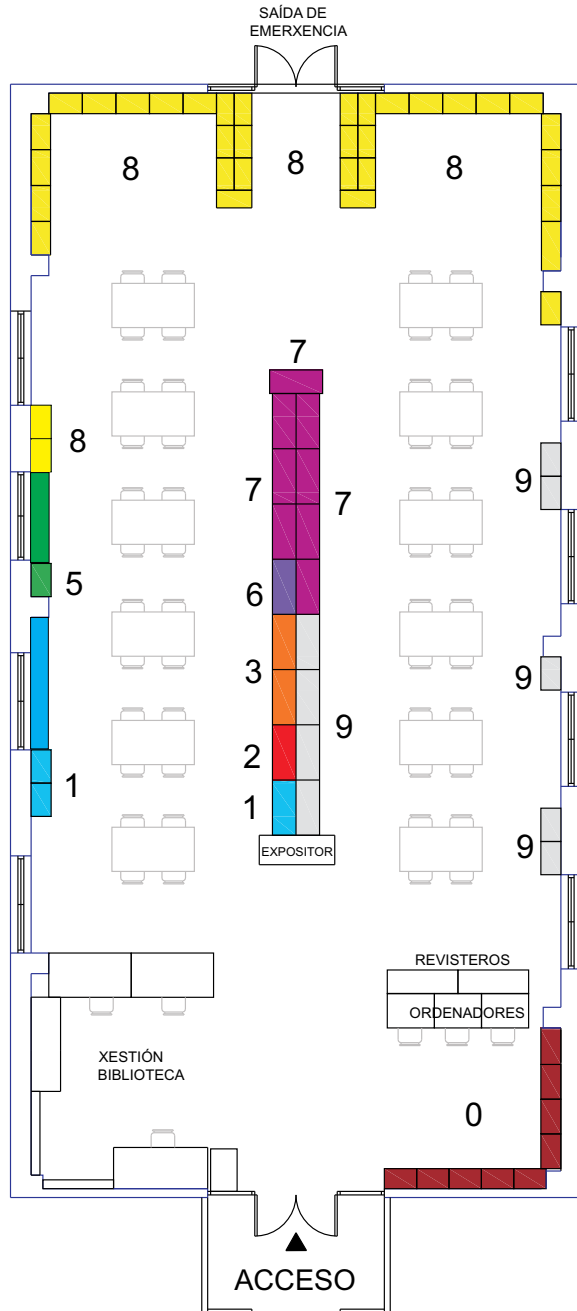 SAÍDA DE
EMERXENCIA
8
8
8
7
8
7
7
9
5
6
3
9
2
9
1
1
9
EXPOSITOR
REVISTEROS
ORDENADORES
XESTIÓN
BIBLIOTECA
0
ACCESO